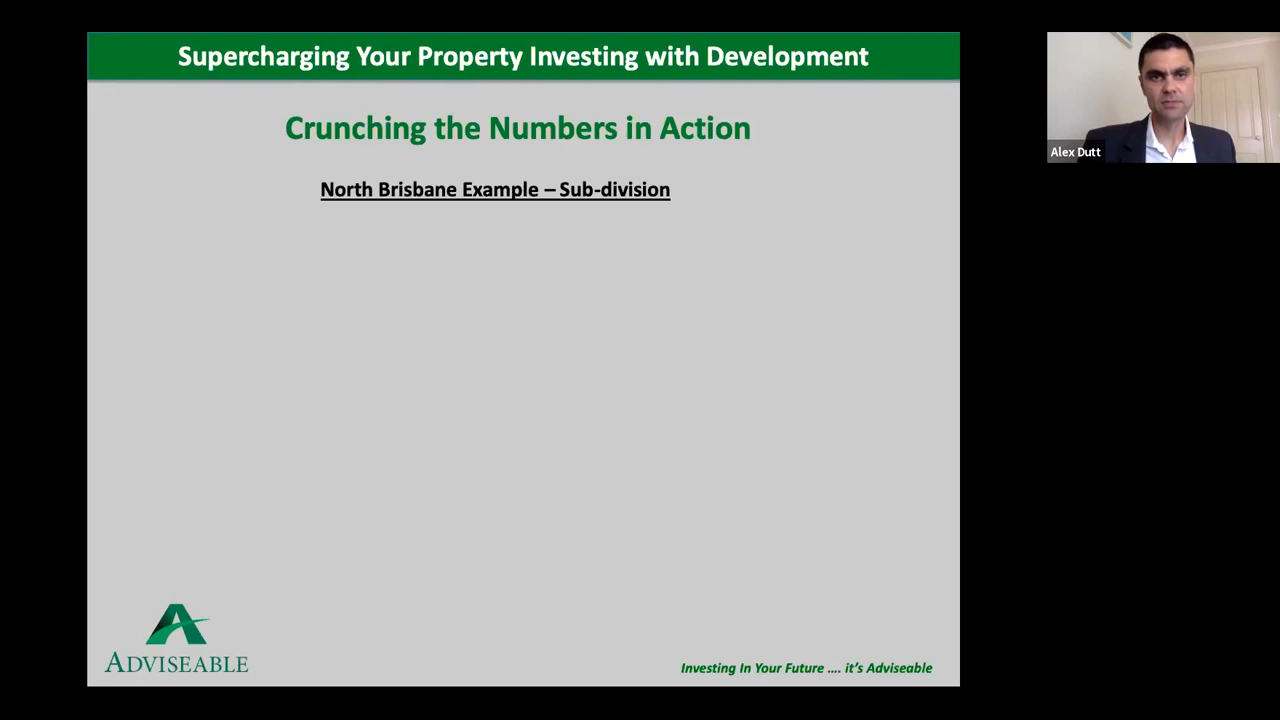 Supercharging Your Property Investing with Development
Crunching the Numbers in Action
North Brisbane Example – Sub-division
Alex Dutt
ADVISEABLE
Investing In Your Future .... it's Adviseable